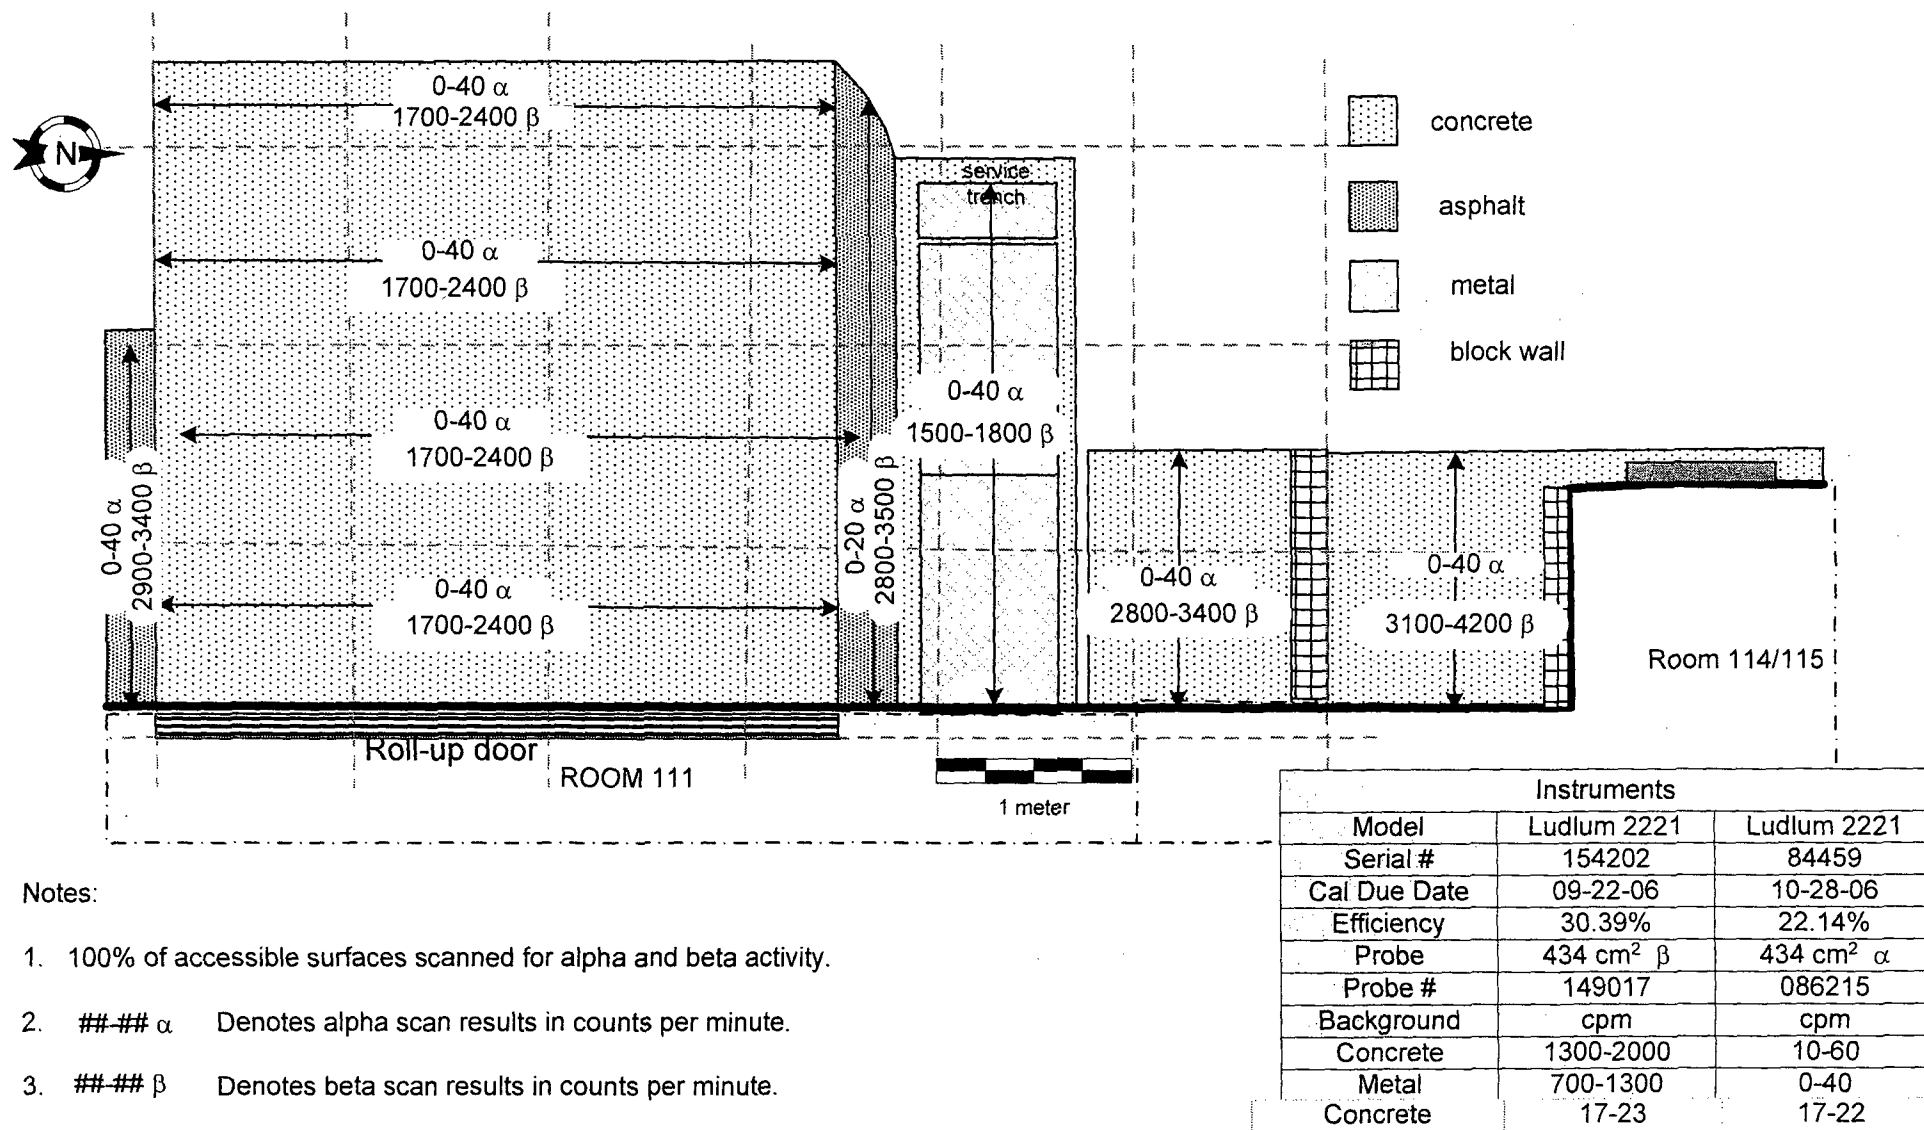 0-40 α
1700-2400 β
N
service
trench
0-40 α
1700-2400 β
0-40 α
1700-2400 β
0-40 α
1700-2400 β
0-40 α
2900-3400 β
0-20 α
2800-3500 β
0-40 α
1500-1800 β
0-40 α
2800-3400 β
0-40 α
3100-4200 β
concrete
asphalt
metal
block wall
Room 114/115
Roll-up door
ROOM 111
1 meter
Instruments
Model Ludlum 2221 Ludlum 2221
Serial # 154202 84459
Cal Due Date 09-22-06 10-28-06
Efficiency 30.39% 22.14%
Probe 434 cm² β 434 cm² α
Probe # 149017 086215
Background cpm cpm
Concrete 1300-2000 10-60
Metal 700-1300 0-40
Concrete 17-23 17-22
Notes:
1. 100% of accessible surfaces scanned for alpha and beta activity.
2. ##-## α Denotes alpha scan results in counts per minute.
3. ##-## β Denotes beta scan results in counts per minute.